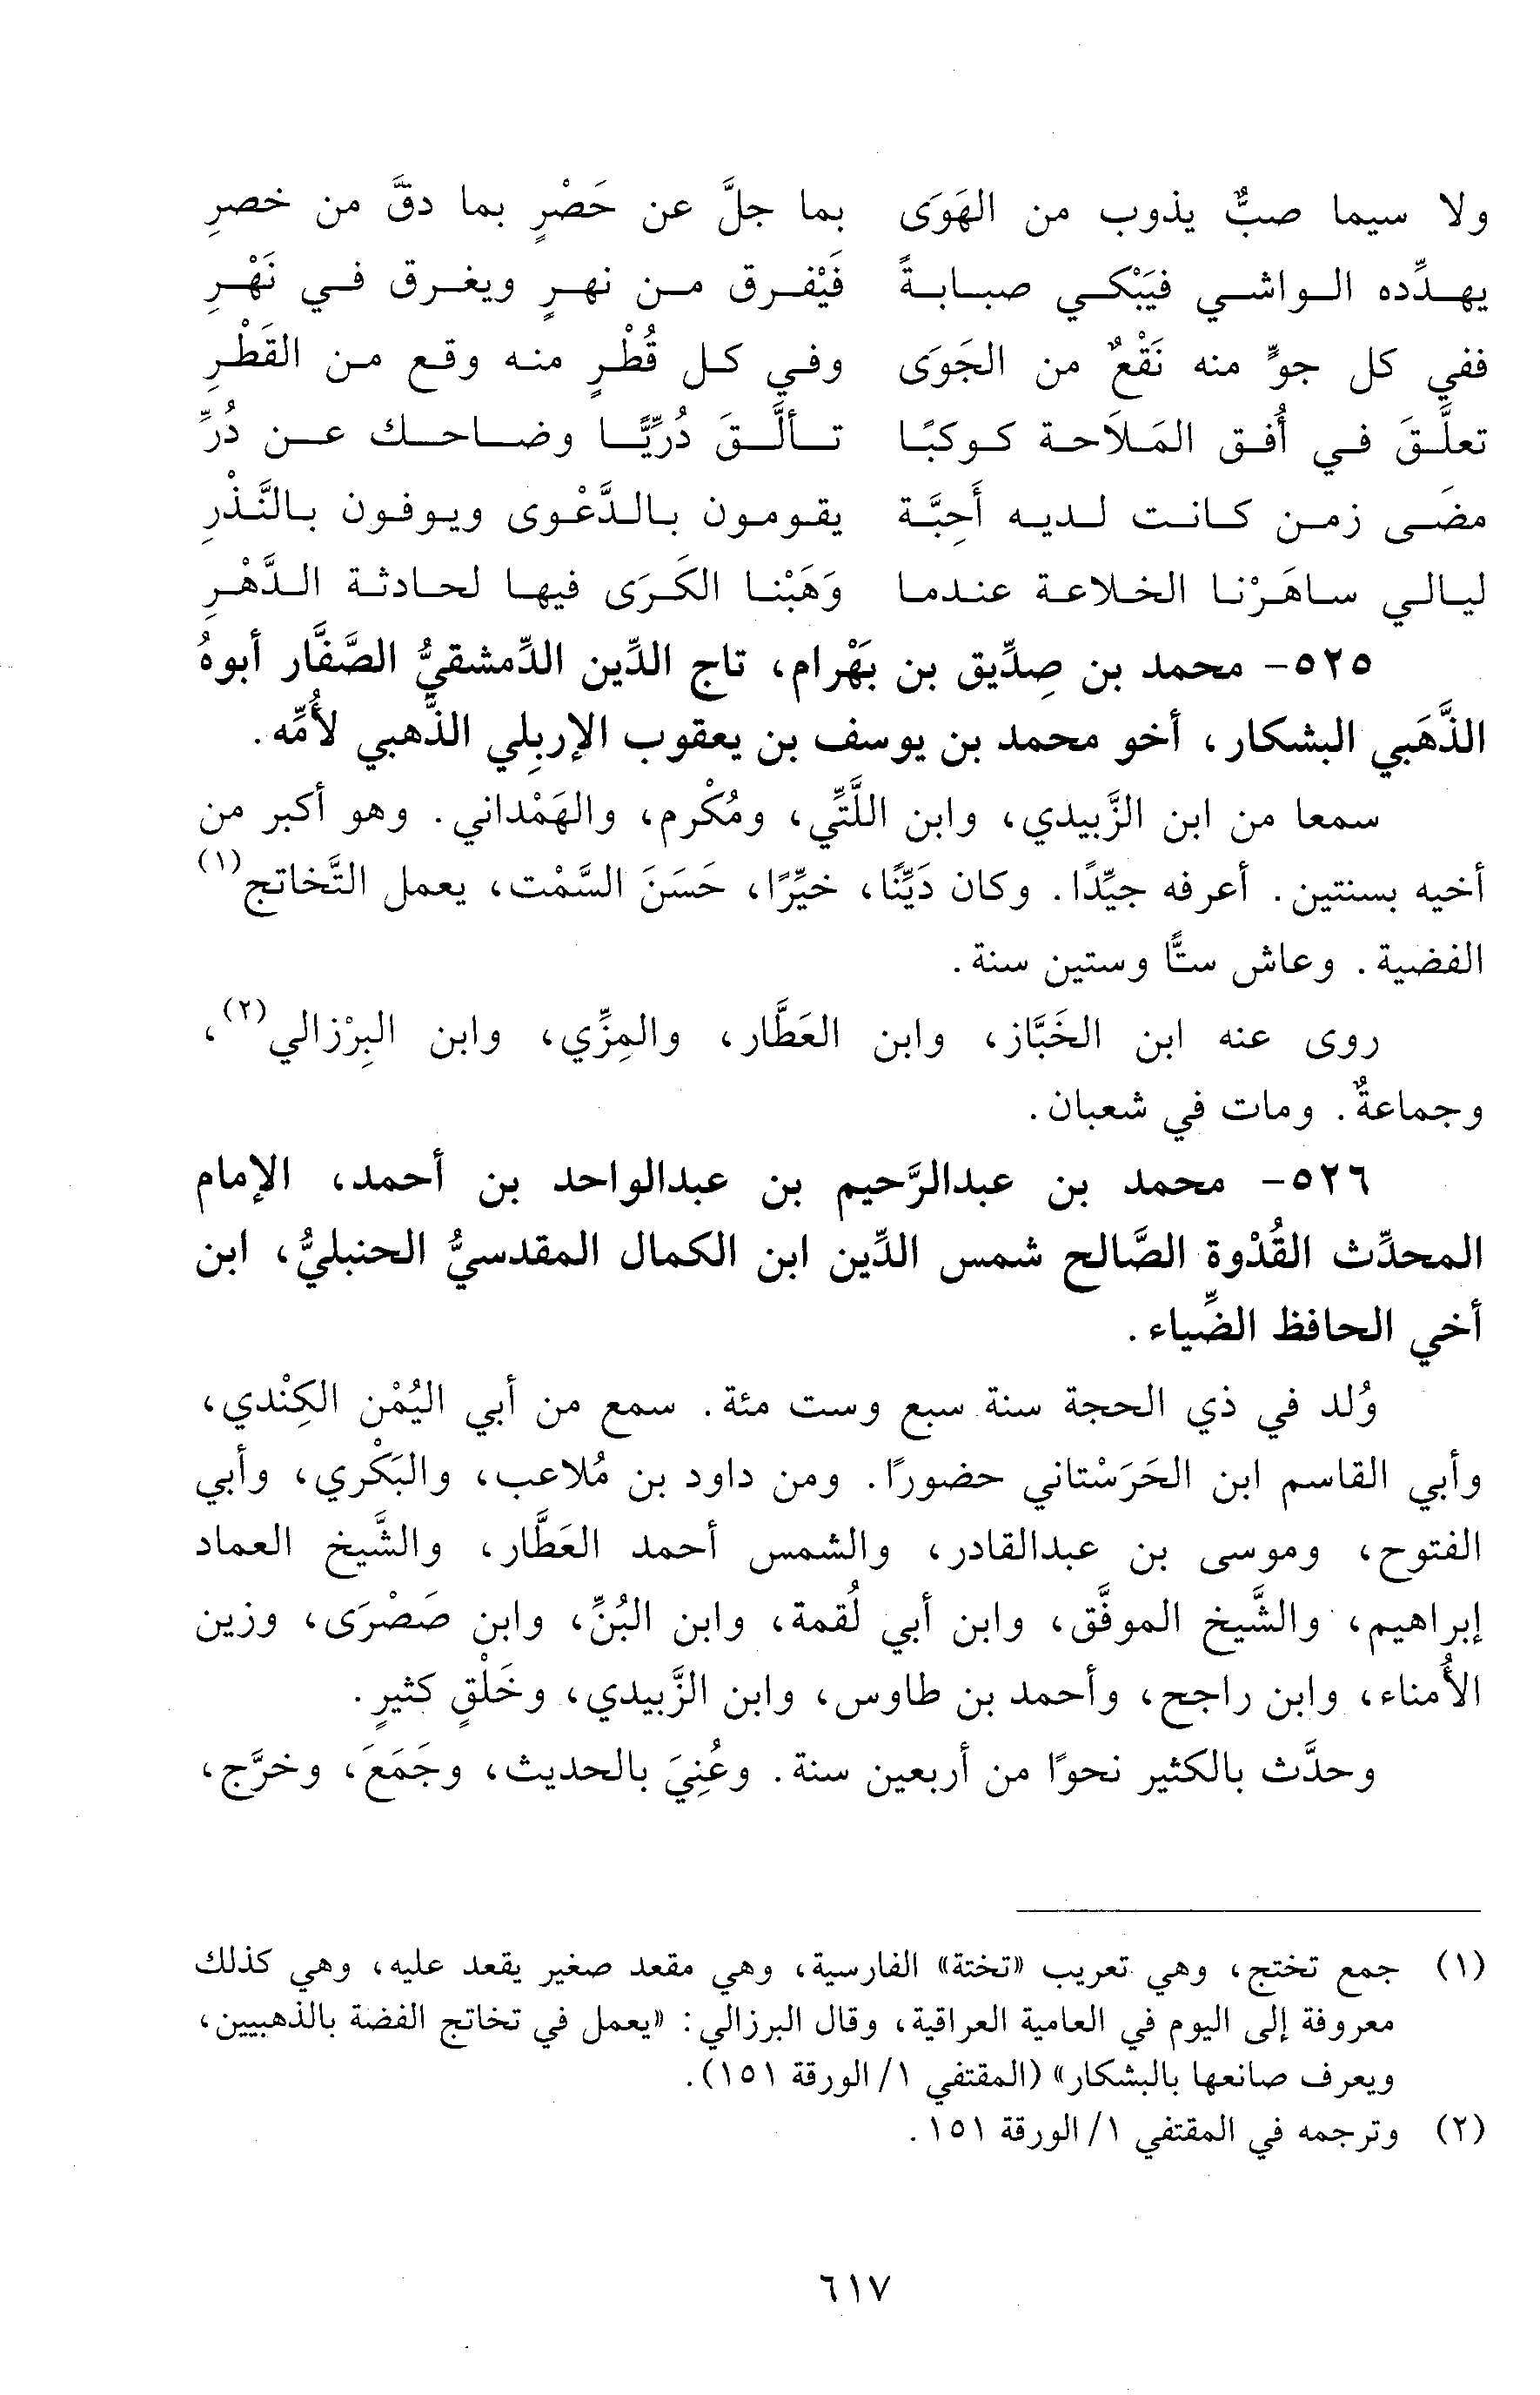 ولا سيما صبٌّ يذوب من الهَوَى بما جلَّ عن حَصْرٍ بما دقَّ من خصرِ
يهدِّده الواشي فيَبْكي صبابةً فَيْفرق من نهرٍ ويغرق في نَهْرِ
ففي كل جوٍّ منه نَقْعٌ من الجَوَى وفي كل قُطْرٍ منه وقع من القَطْرِ
تعلَّقَ في أُفق المَلاَحة كوكبًا تألَّقَ دُرِّيًّا وضاحك عن دُرِّ
مضَى زمن كانت لديه أَحِبَّة يقومون بالدَّعْوى ويوفون بالنَّذْرِ
ليالي ساهَرْنا الخلاعة عندما وَهَبْنا الكَرَى فيها لحادثة الدَّهْرِ
٥٢٥- محمد بن صِدِّيق بن بَهْرام، تاج الدِّين الدِّمشقيُّ الصَّفَّار أبوهُ
الذَّهَبي البشكار، أخو محمد بن يوسف بن يعقوب الإربِلي الذَّهبي لأُمِّه.
سمعا من ابن الزَّبيدي، وابن اللَّتِّي، ومُكْرم، والهَمْداني. وهو أكبر من
أخيه بسنتين. أعرفه جيِّدًا. وكان دَيِّنًا، خيِّرًا، حَسَنَ السَّمْت، يعمل التَّخاتج(١)
الفضية. وعاش ستًّا وستين سنة.
روى عنه ابن الخَبَّاز، وابن العَطَّار، والمِزِّي، وابن البِرْزالي(٢)،
وجماعةٌ. ومات في شعبان.
٥٢٦- محمد بن عبدالرَّحيم بن عبدالواحد بن أحمد، الإمام
المحدِّث القُدْوة الصَّالح شمس الدِّين ابن الكمال المقدسيُّ الحنبليُّ، ابن
أخي الحافظ الضِّياء.
وُلد في ذي الحجة سنة سبع وست مئة. سمع من أبي اليُمْن الكِنْدي،
وأبي القاسم ابن الحَرَسْتاني حضورًا. ومن داود بن مُلاعب، والبَكْري، وأبي
الفتوح، وموسى بن عبدالقادر، والشمس أحمد العَطَّار، والشَّيخ العماد
إبراهيم، والشَّيخ الموفَّق، وابن أبي لُقمة، وابن البُنِّ، وابن صَصْرَى، وزين
الأُمناء، وابن راجح، وأحمد بن طاوس، وابن الزَّبيدي، وخَلْقٍ كثيرٍ.
وحدَّث بالكثير نحوًا من أربعين سنة. وعُنِيَ بالحديث، وجَمَعَ، وخرَّج،
(١) جمع تختج، وهي تعريب «تختة» الفارسية، وهي مقعد صغير يقعد عليه، وهي كذلك
معروفة إلى اليوم في العامية العراقية، وقال البرزالي: «يعمل في تخاتج الفضة بالذهبيين،
ويعرف صانعها بالبشكار» (المقتفي ١/ الورقة ١٥١).
(٢) وترجمه في المقتفي ١/ الورقة ١٥١.
٦١٧